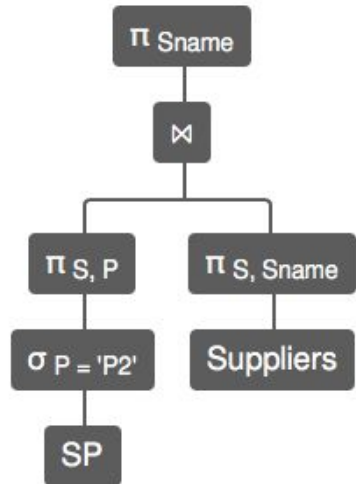 π Sname
⋈
π S, P
π S, Sname
σ P = 'P2'
Suppliers
SP